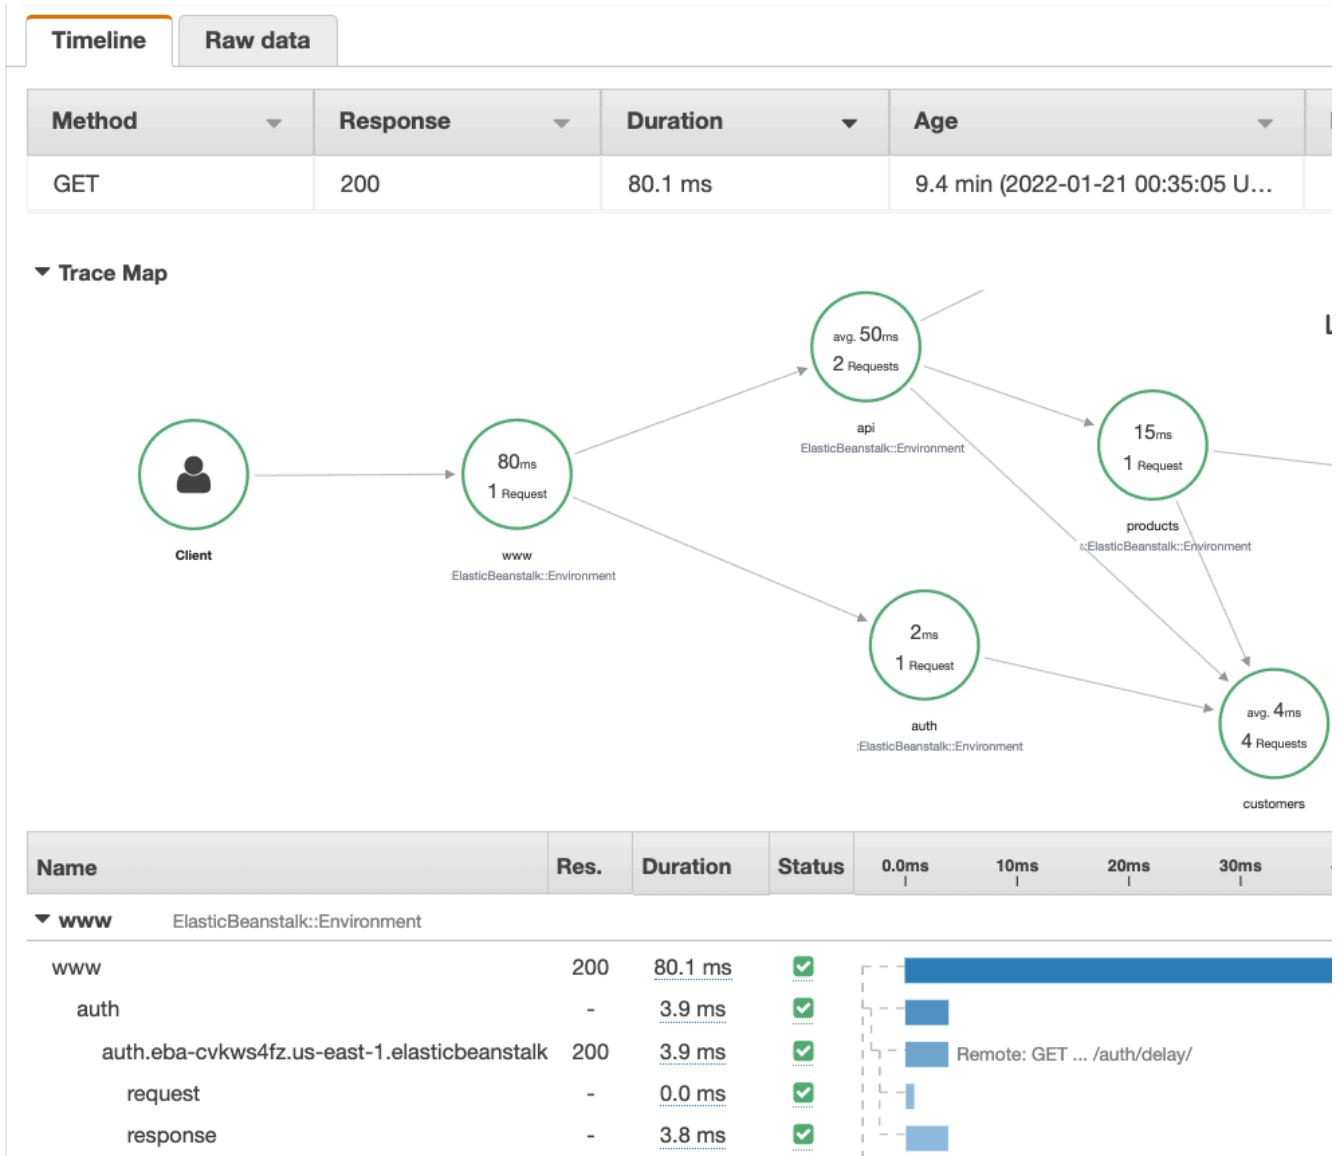 Timeline Raw data
Method Response Duration Age
GET 200 80.1 ms 9.4 min (2022-01-21 00:35:05 U...
Trace Map
avg. 50ms
2 Requests
api
ElasticBeanstalk::Environment
15ms
1 Request
products
ElasticBeanstalk::Environment
80ms
1 Request
www
:ElasticBeanstalk::Environment
Client
2ms
1 Request
auth
:ElasticBeanstalk::Environment
avg. 4ms
4 Requests
customers
Name Res. Duration Status 0.0ms 10ms 20ms 30ms
www ElasticBeanstalk::Environment
www 200 80.1 ms
auth - 3.9 ms
auth.eba-cvkws4fz.us-east-1.elasticbeanstalk 200 3.9 ms Remote: GET ... /auth/delay/
request - 0.0 ms
response - 3.8 ms